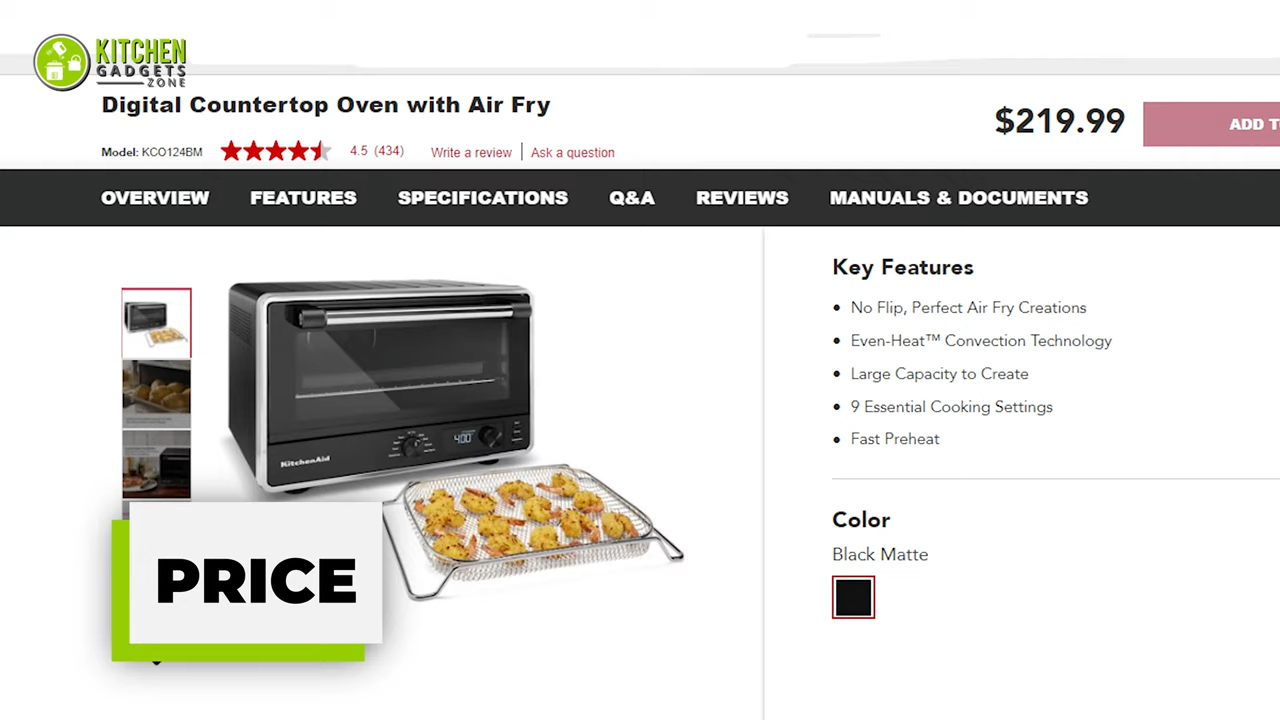 KITCHEN
GADGETS
ZONE
Digital Countertop Oven with Air Fry
Model: KCO124BM 4.5 (434) Write a review | Ask a question
$219.99
ADD T
OVERVIEW FEATURES SPECIFICATIONS Q&A REVIEWS MANUALS & DOCUMENTS
Key Features
• No Flip, Perfect Air Fry Creations
• Even-Heat™ Convection Technology
• Large Capacity to Create
• 9 Essential Cooking Settings
• Fast Preheat
400°
KitchenAid
Color
Black Matte
PRICE